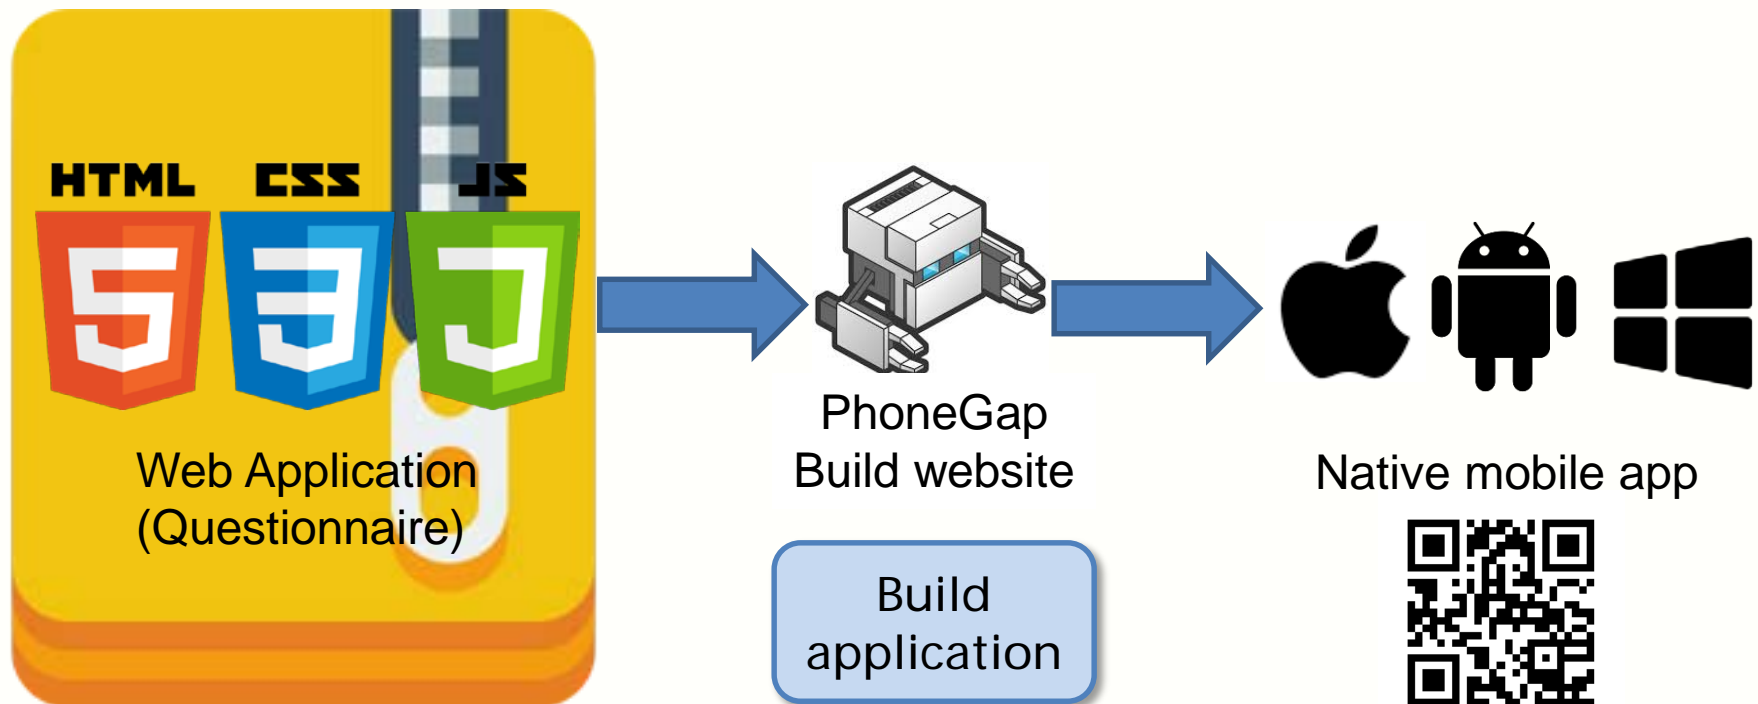 HTML CSS JS
5 3
Web Application
(Questionnaire)
PhoneGap
Build website
Build
application
Native mobile app